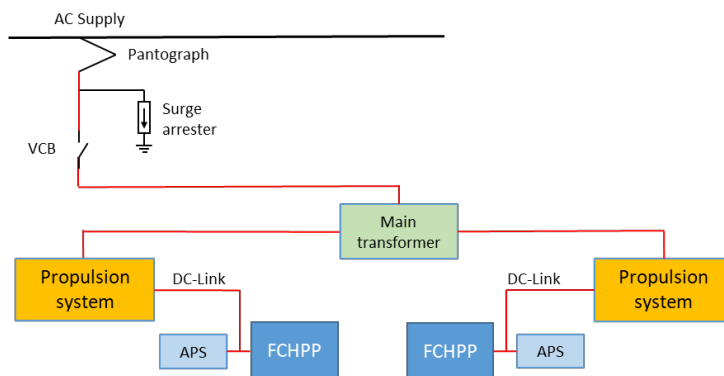 AC Supply
Pantograph
Surge
arrester
VCB
Main
transformer
Propulsion
system
DC-Link
DC-Link
Propulsion
system
APS
FCHPP
FCHPP
APS